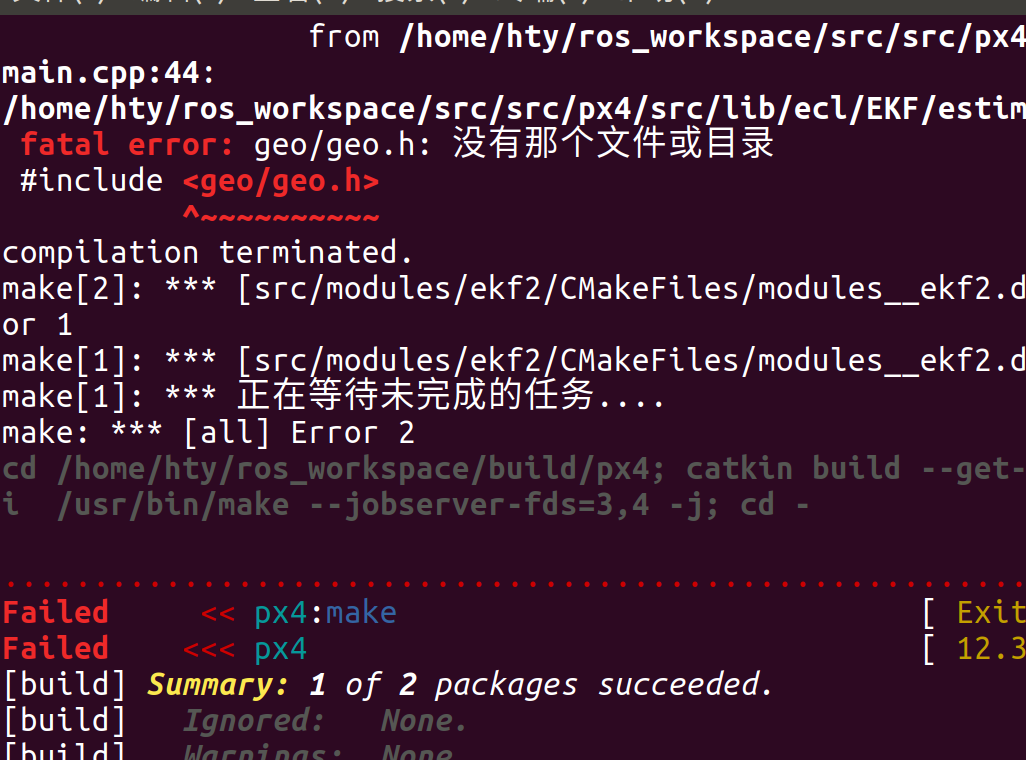 from /home/hty/ros_workspace/src/src/px4
main.cpp:44:
/home/hty/ros_workspace/src/src/px4/src/lib/ecl/EKF/estim
fatal error: geo/geo.h: 没有那个文件或目录
#include <geo/geo.h>
^~~~~~~~~~~
compilation terminated.
make[2]: *** [src/modules/ekf2/CMakeFiles/modules__ekf2.d
or 1
make[1]: *** [src/modules/ekf2/CMakeFiles/modules__ekf2.d
make[1]: *** 正在等待未完成的任务....
make: *** [all] Error 2
cd /home/hty/ros_workspace/build/px4; catkin build --get-
i  /usr/bin/make --jobserver-fds=3,4 -j; cd -
Failed << px4:make [ Exit
Failed <<< px4 [ 12.3
[build] Summary: 1 of 2 packages succeeded.
[build] Ignored: None.
[build] Warnings: None